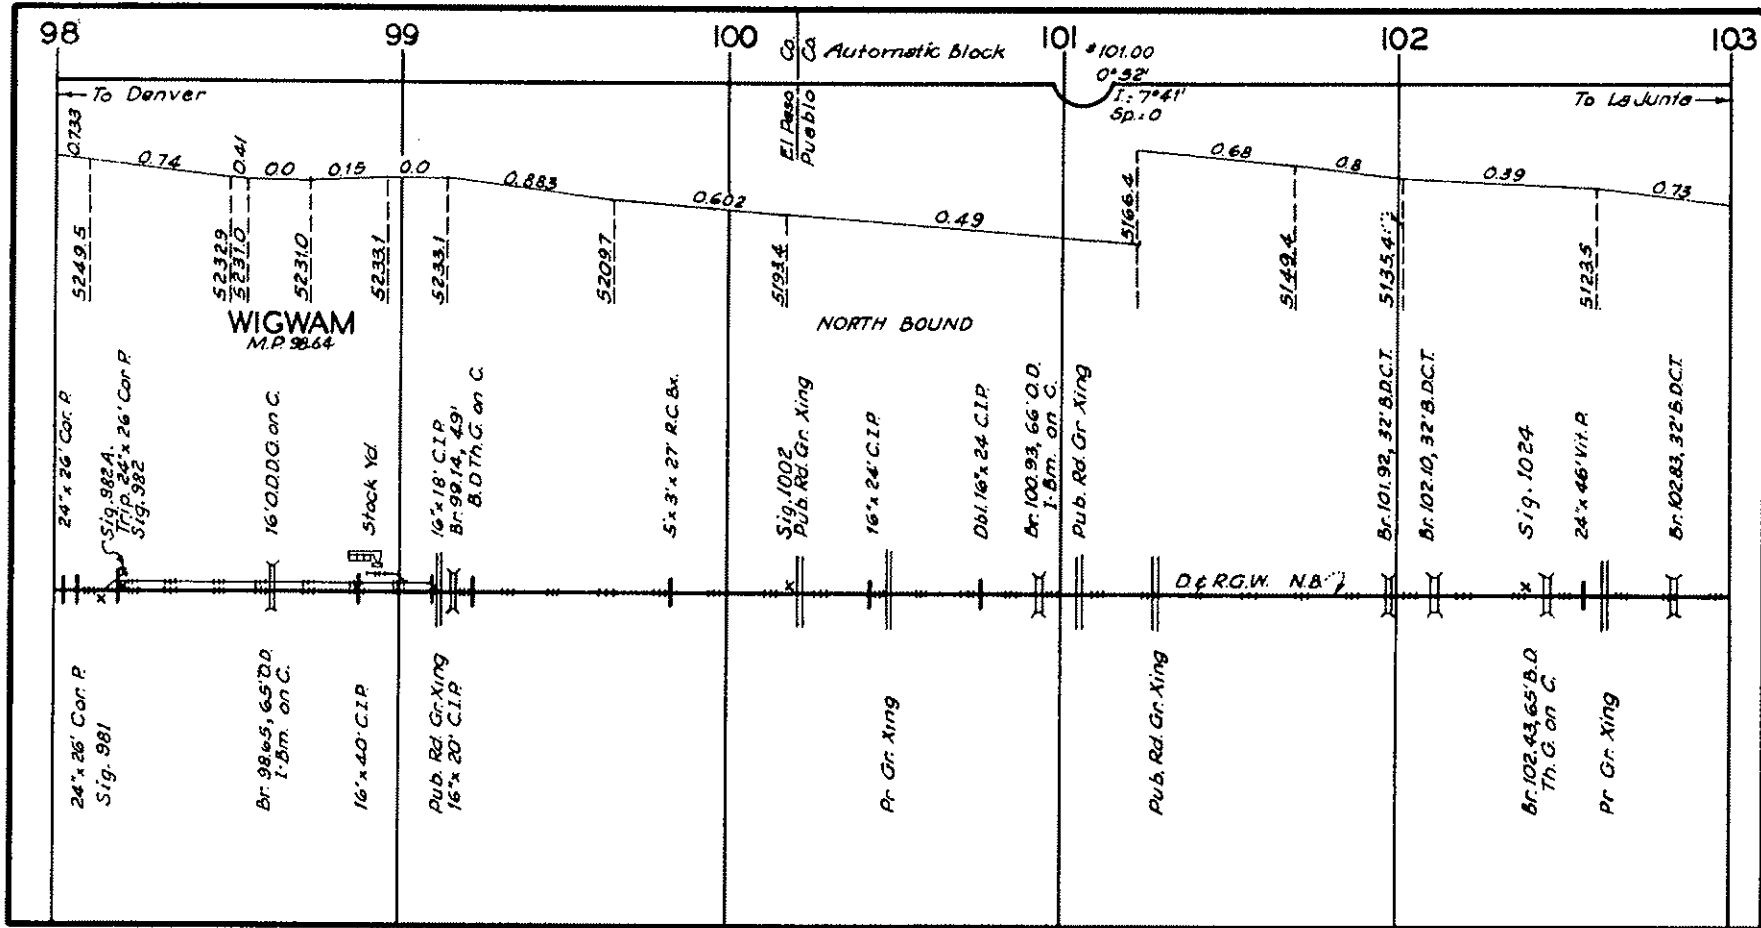 98
99
100
101
102
103
El Paso Co.
Pueblo Co.
Automatic Block
*101.00
0°32'
I.: 7°41'
Sp.: 0
← To Denver
To La Junta →
0.733
0.74
0.41
0.0
0.15
0.0
0.883
0.602
0.49
0.68
0.8
0.39
0.73
5249.5
5232.9
5231.0
5231.0
5233.1
5233.1
5209.7
5193.4
5166.4
5149.4
5135.4
5123.5
WIGWAM
M.P. 98.64
NORTH BOUND
24"x 26' Cor. P.
Sig. 982A.
Trip. 24"x 26' Cor P.
Sig. 982
16' O.D.D.G. on C.
Stock Yd.
16"x 18' C.I.P.
Br. 99.14, 49'
B.D.Th.G. on C.
5'x 3'x 27' R.C. Bx.
Sig. 1002
Pub. Rd. Gr. Xing
16"x 24' C.I.P.
Dbl. 16"x 24 C.I.P.
Br. 100.93, 66' O.D.
I-Bm. on C.
Pub. Rd. Gr Xing
Br. 101.92, 32' B.D.C.T.
Br. 102.10, 32' B.D.C.T.
Sig. 1024
24"x 46' Vit. P.
Br. 102.83, 32' B.D.C.T.
D & R.G.W. N.B.
24"x 26' Cor. P.
Sig. 981
Br. 98.65, 65' O.D.
I-Bm. on C.
16"x 40' C.I.P.
Pub. Rd. Gr. Xing
16"x 20' C.I.P.
Pr Gr. Xing
Pub. Rd. Gr. Xing
Br. 102.43, 65' B.D.
Th. G. on C.
Pr Gr. Xing